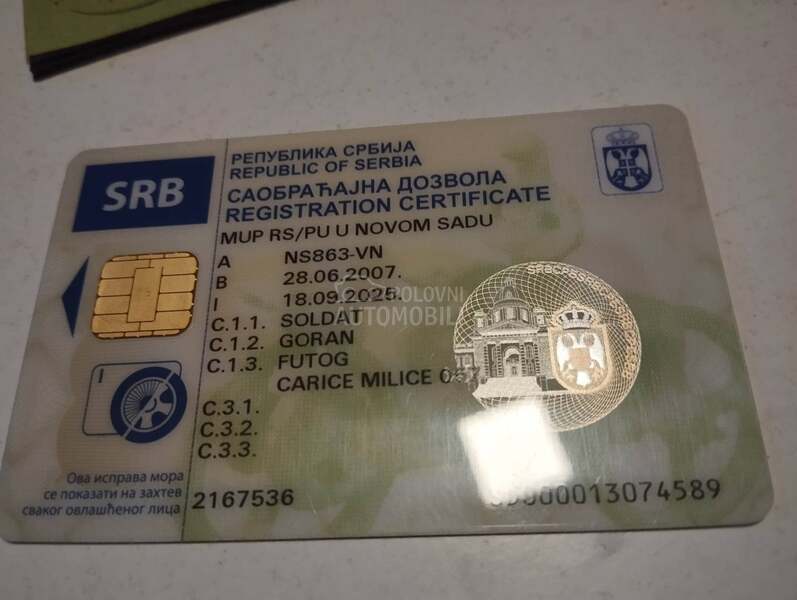 SRB
РЕПУБЛИКА СРБИЈА
REPUBLIC OF SERBIA
САОБРАЋАЈНА ДОЗВОЛА
REGISTRATION CERTIFICATE
MUP RS/PU U NOVOM SADU
A NS863-VN
B 28.06.2007.
I 18.09.2025.
C.1.1. SOLDAT
C.1.2. GORAN
C.1.3. FUTOG
CARICE MILICE
C.3.1.
C.3.2.
C.3.3.
POLOVNI
AUTOMOBILI
I
Ова исправа мора
се показати на захтев
сваког овлашћеног лица
2167536